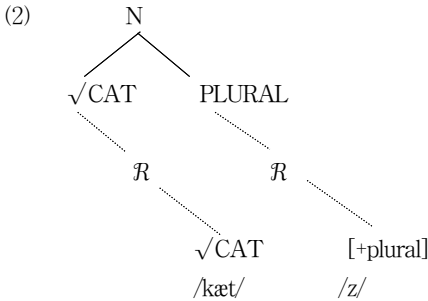 (2) N
√CAT PLURAL
ℛ ℛ
√CAT [+plural]
/kæt/ /z/